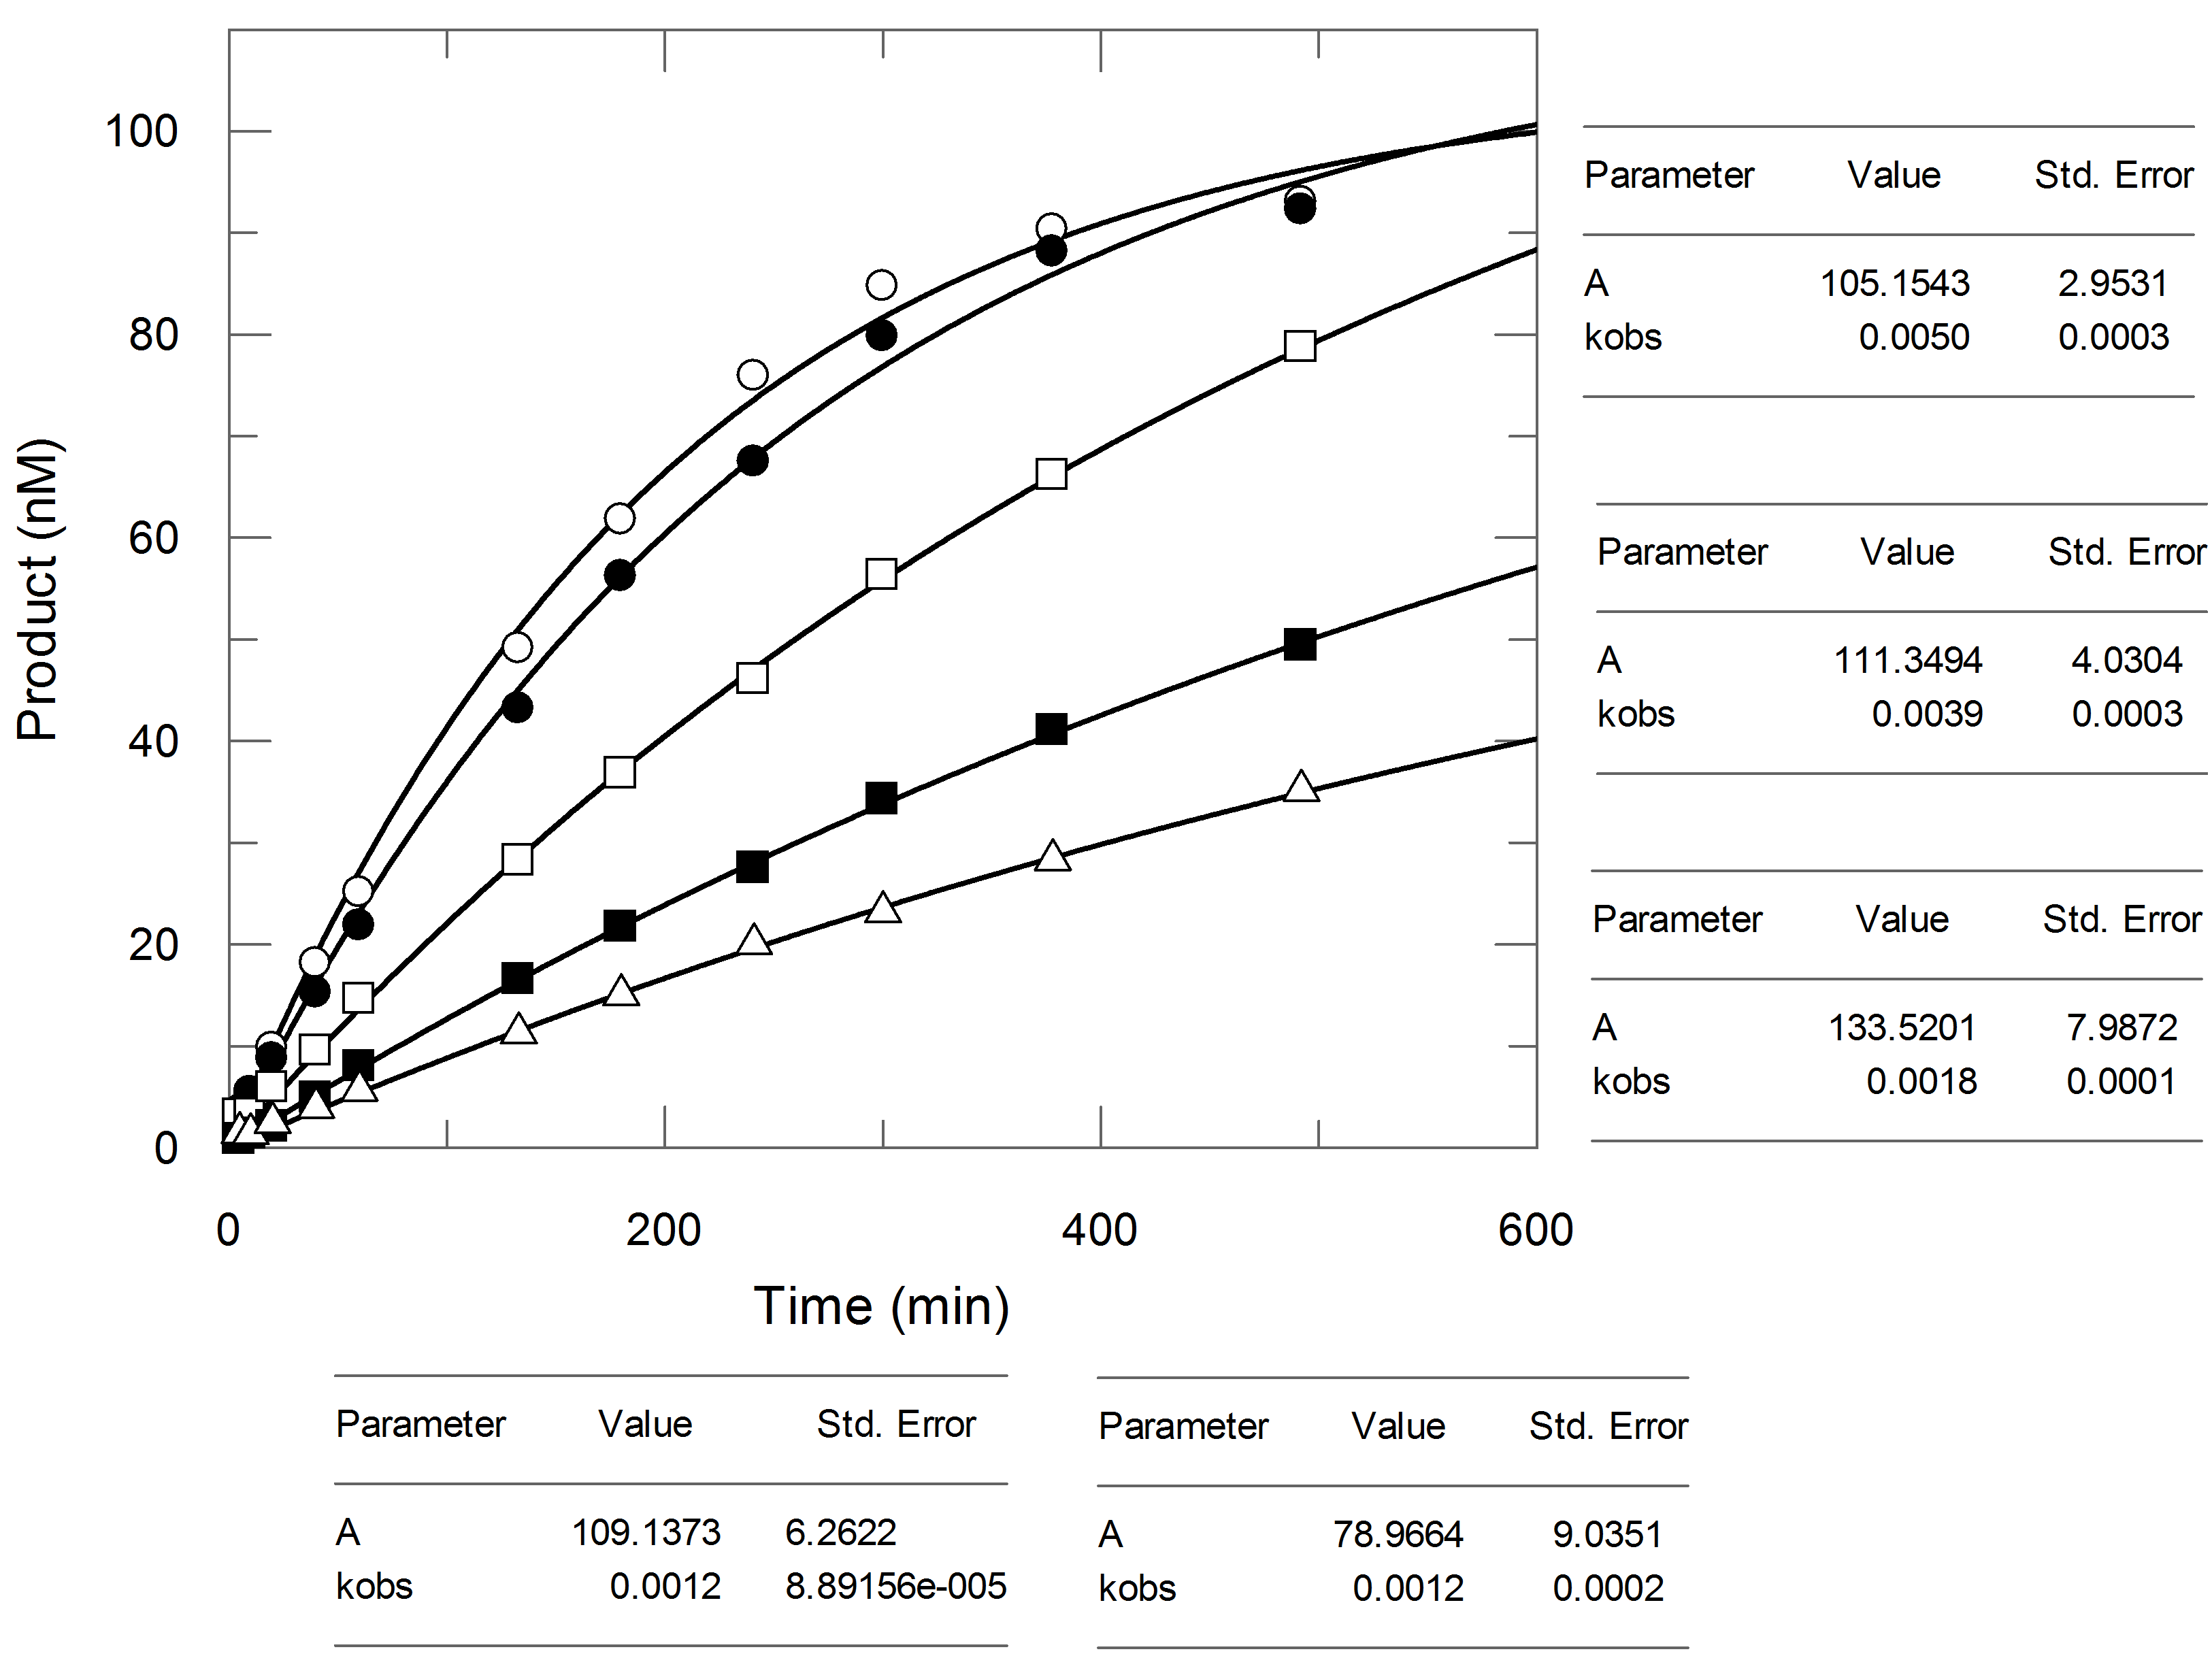 100
80
60
40
20
0
Product (nM)
0 200 400 600
Time (min)
Parameter Value Std. Error
A 105.1543 2.9531
kobs 0.0050 0.0003
Parameter Value Std. Error
A 111.3494 4.0304
kobs 0.0039 0.0003
Parameter Value Std. Error
A 133.5201 7.9872
kobs 0.0018 0.0001
Parameter Value Std. Error
A 109.1373 6.2622
kobs 0.0012 8.89156e-005
Parameter Value Std. Error
A 78.9664 9.0351
kobs 0.0012 0.0002